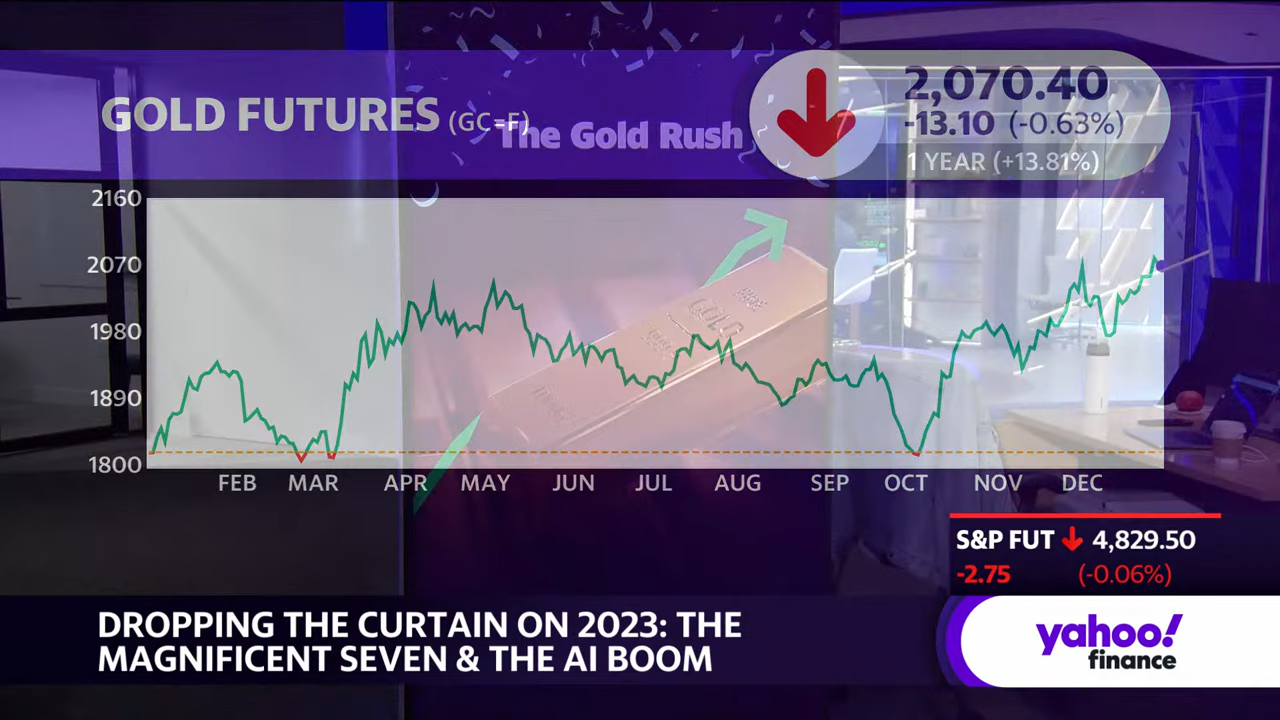 GOLD FUTURES (GC=F)
The Gold Rush
2,070.40
-13.10 (-0.63%)
1 YEAR (+13.81%)
2160
2070
1980
1890
1800
FEB MAR APR MAY JUN JUL AUG SEP OCT NOV DEC
GOLD
S&P FUT 4,829.50
-2.75 (-0.06%)
DROPPING THE CURTAIN ON 2023: THE
MAGNIFICENT SEVEN & THE AI BOOM
yahoo!
finance